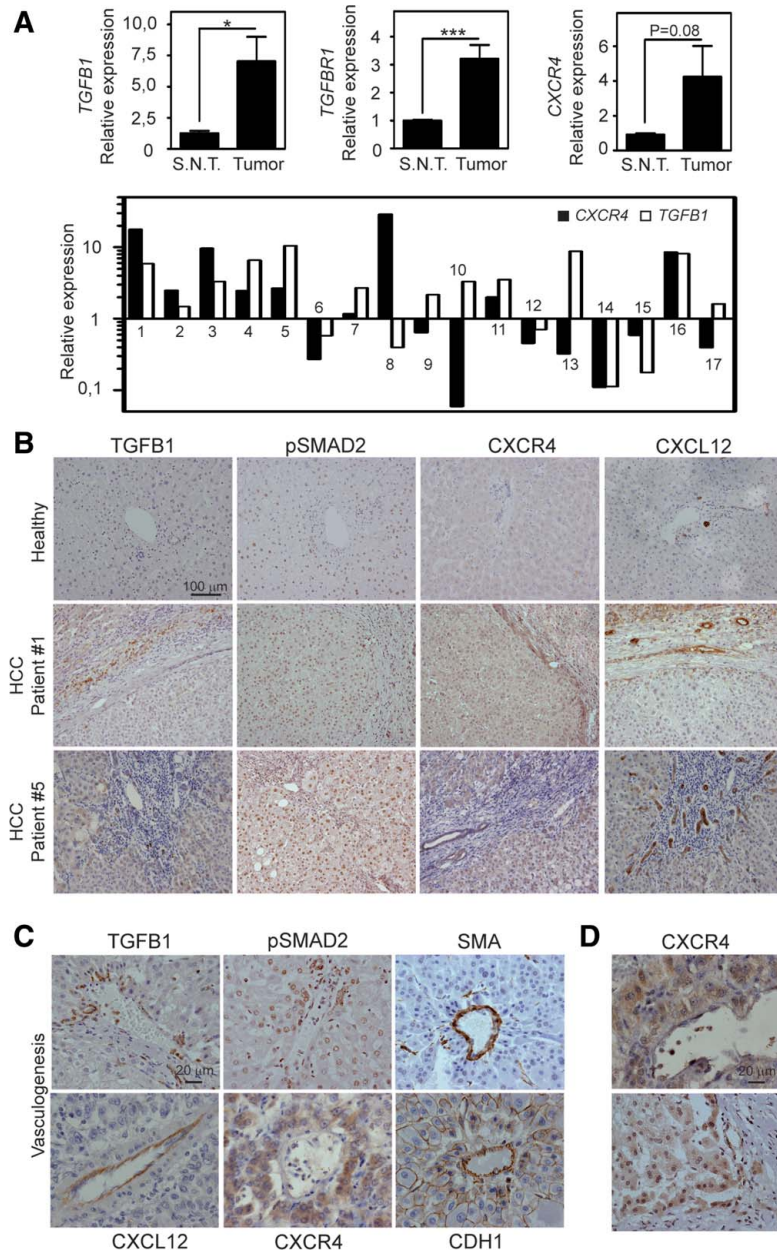 A
TGFB1
Relative expression
10,0
7,5
5,0
2,5
0
*
S.N.T. Tumor
TGFBR1
Relative expression
4
3
2
1
0
***
S.N.T. Tumor
CXCR4
Relative expression
6
4
2
0
P=0.08
S.N.T. Tumor
Relative expression
10
1
0,1
CXCR4 TGFB1
1 2 3 4 5 6 7 8 9 10 11 12 13 14 15 16 17
B
TGFB1 pSMAD2 CXCR4 CXCL12
Healthy
100 µm
HCC
Patient #1
HCC
Patient #5
C
TGFB1 pSMAD2 SMA
Vasculogenesis
20 µm
CXCL12 CXCR4 CDH1
D
CXCR4
20 µm